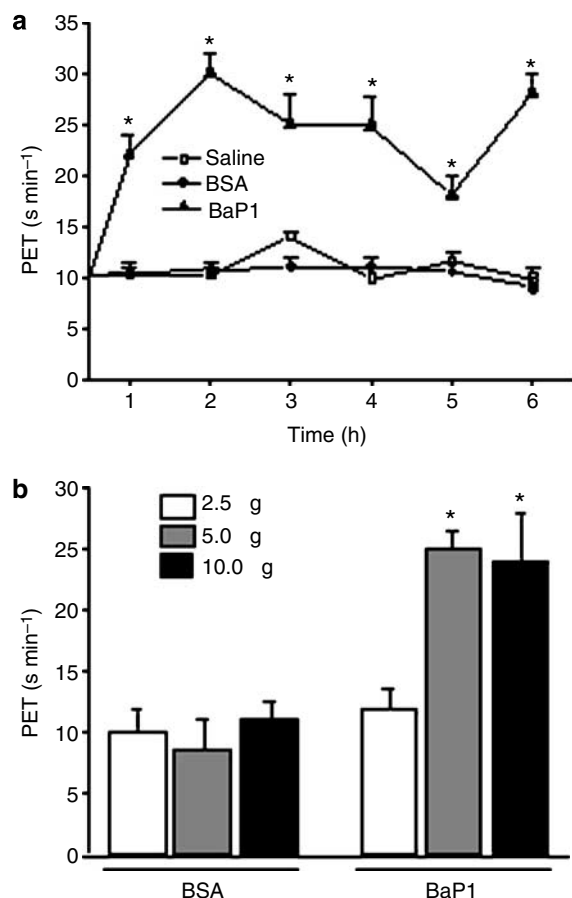 a
35
30
25
20
15
10
5
0
PET (s min⁻¹)
* * * * * *
Saline
BSA
BaP1
1 2 3 4 5 6
Time (h)
b
30
25
20
15
10
5
0
PET (s min⁻¹)
2.5 g
5.0 g
10.0 g
* *
BSA BaP1